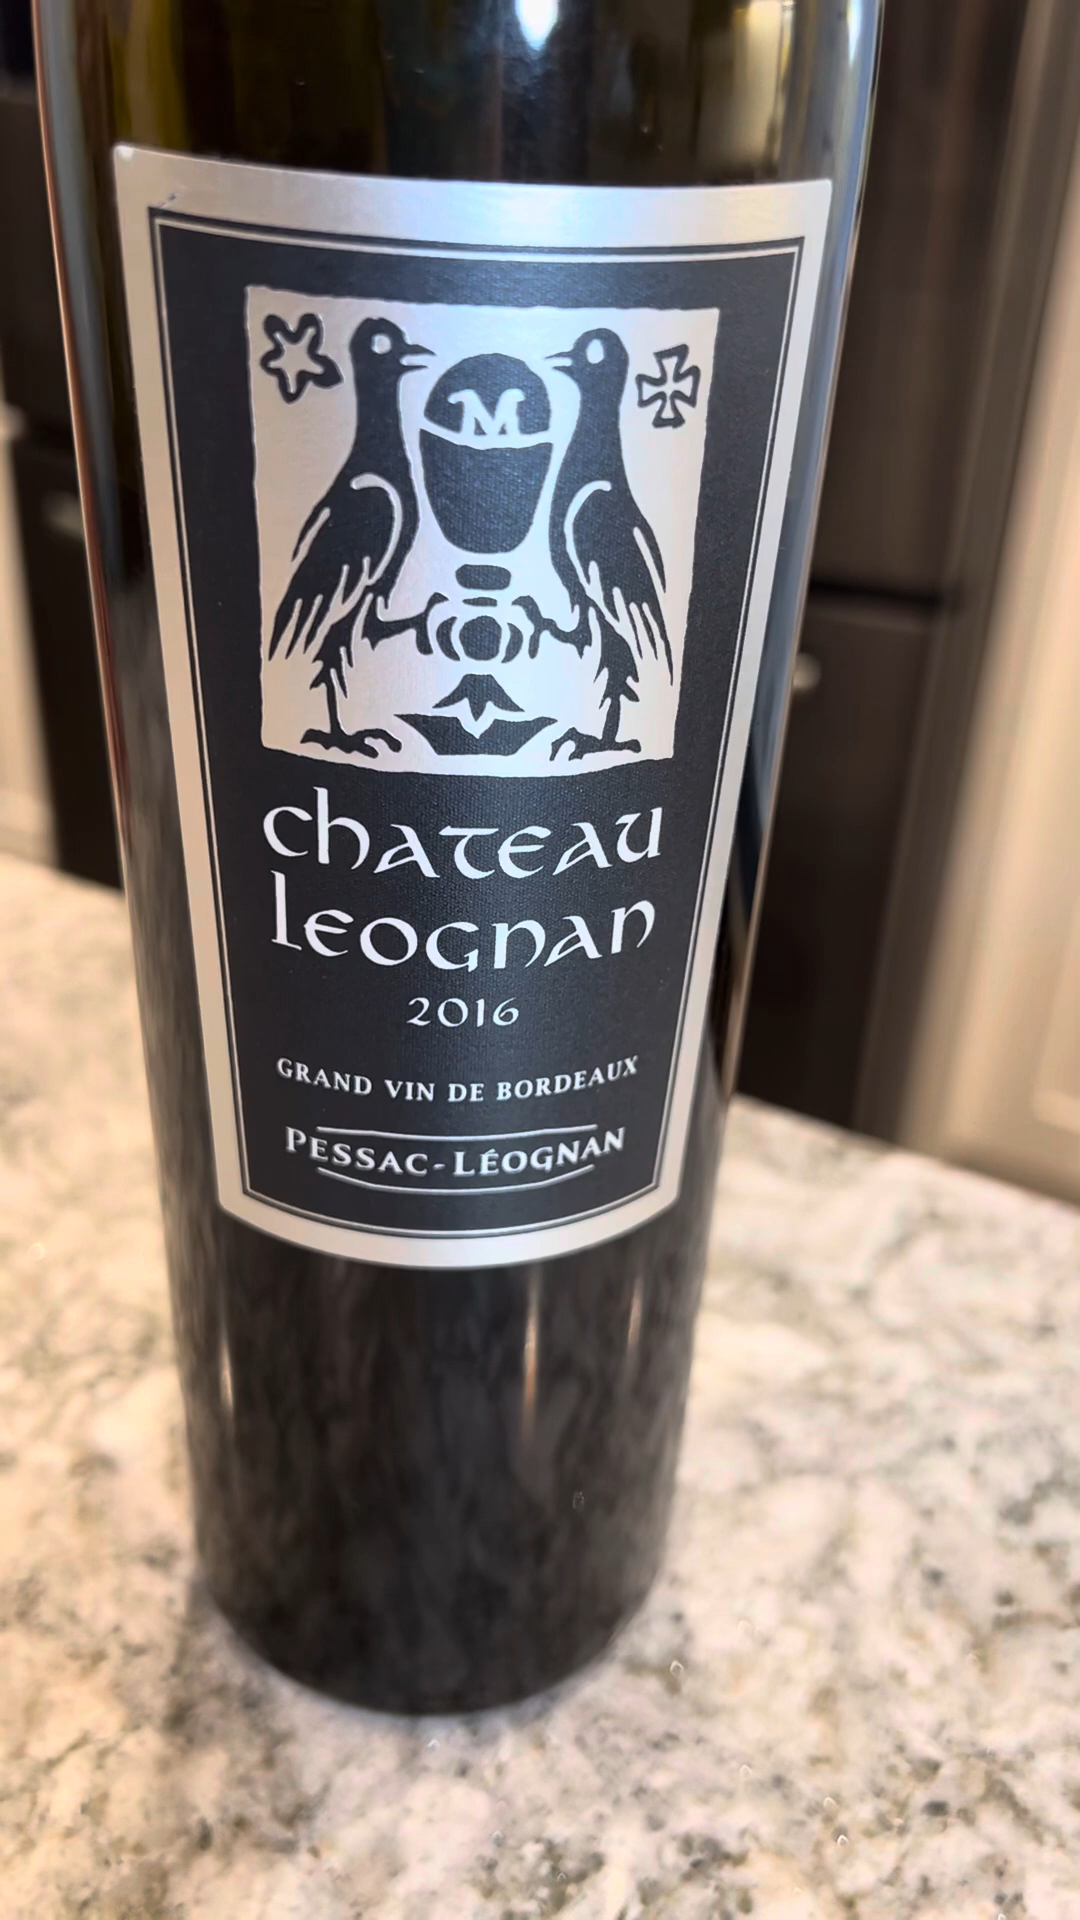 M
chateau
leognan
2016
GRAND VIN DE BORDEAUX
PESSAC-LÉOGNAN